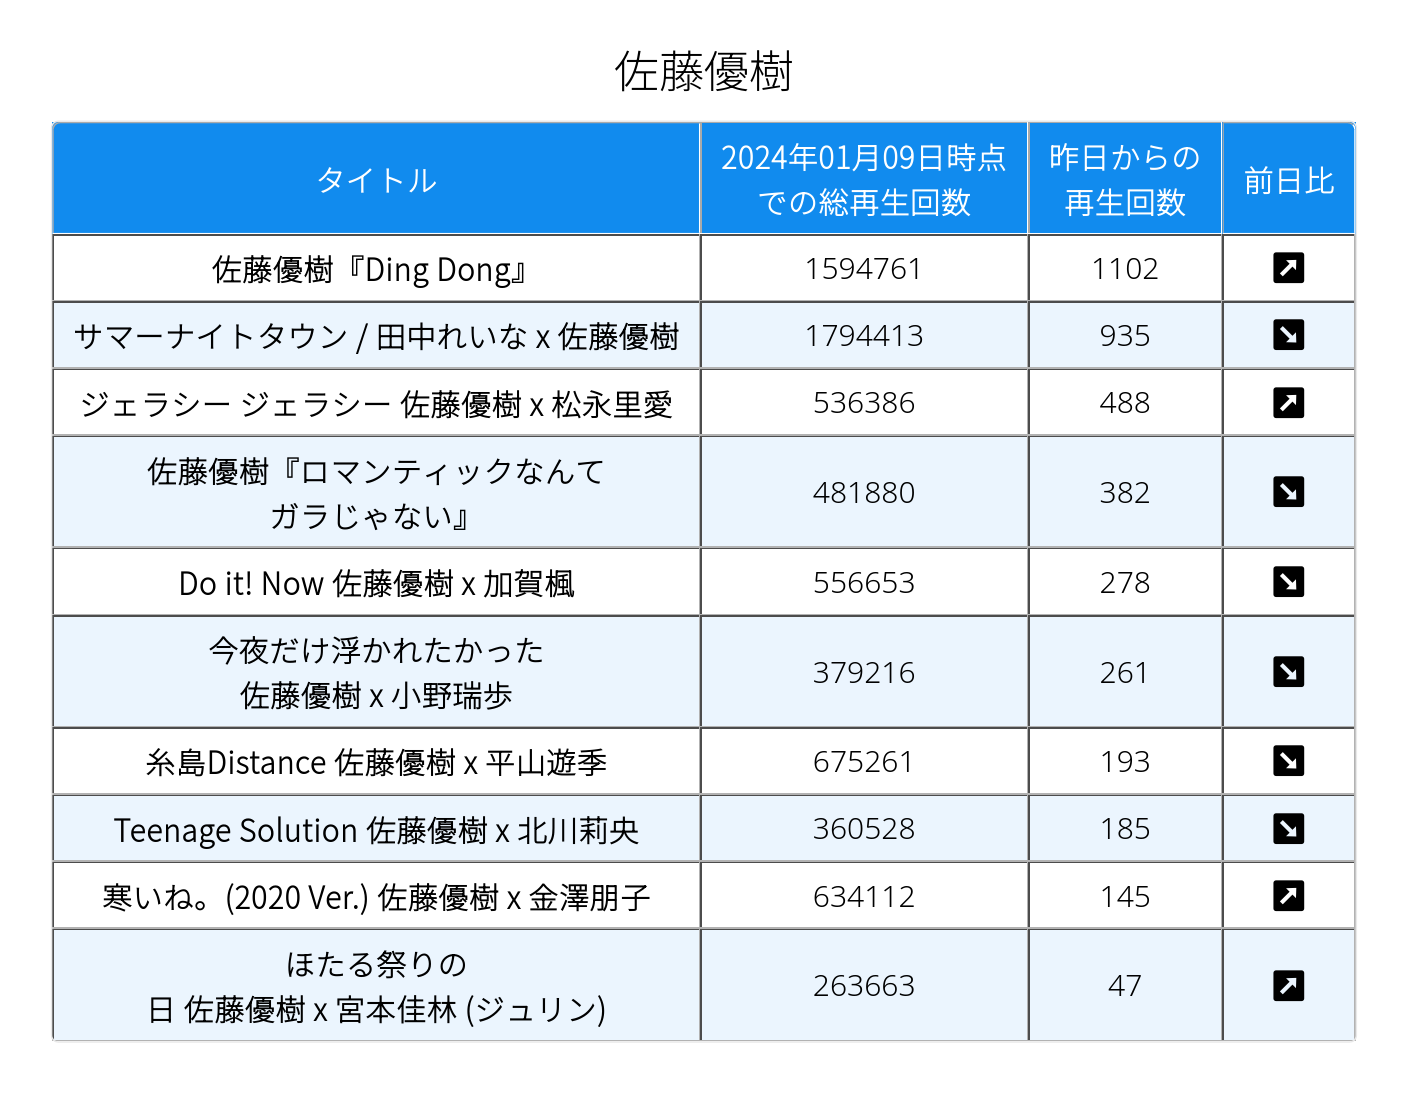 佐藤優樹
タイトル
2024年01月09日時点
での総再生回数
昨日からの
再生回数
前日比
佐藤優樹『Ding Dong』
1594761
1102
サマーナイトタウン / 田中れいな x 佐藤優樹
1794413
935
ジェラシー ジェラシー 佐藤優樹 x 松永里愛
536386
488
佐藤優樹『ロマンティックなんて
ガラじゃない』
481880
382
Do it! Now 佐藤優樹 x 加賀楓
556653
278
今夜だけ浮かれたかった
佐藤優樹 x 小野瑞歩
379216
261
糸島Distance 佐藤優樹 x 平山遊季
675261
193
Teenage Solution 佐藤優樹 x 北川莉央
360528
185
寒いね。(2020 Ver.) 佐藤優樹 x 金澤朋子
634112
145
ほたる祭りの
日 佐藤優樹 x 宮本佳林 (ジュリン)
263663
47